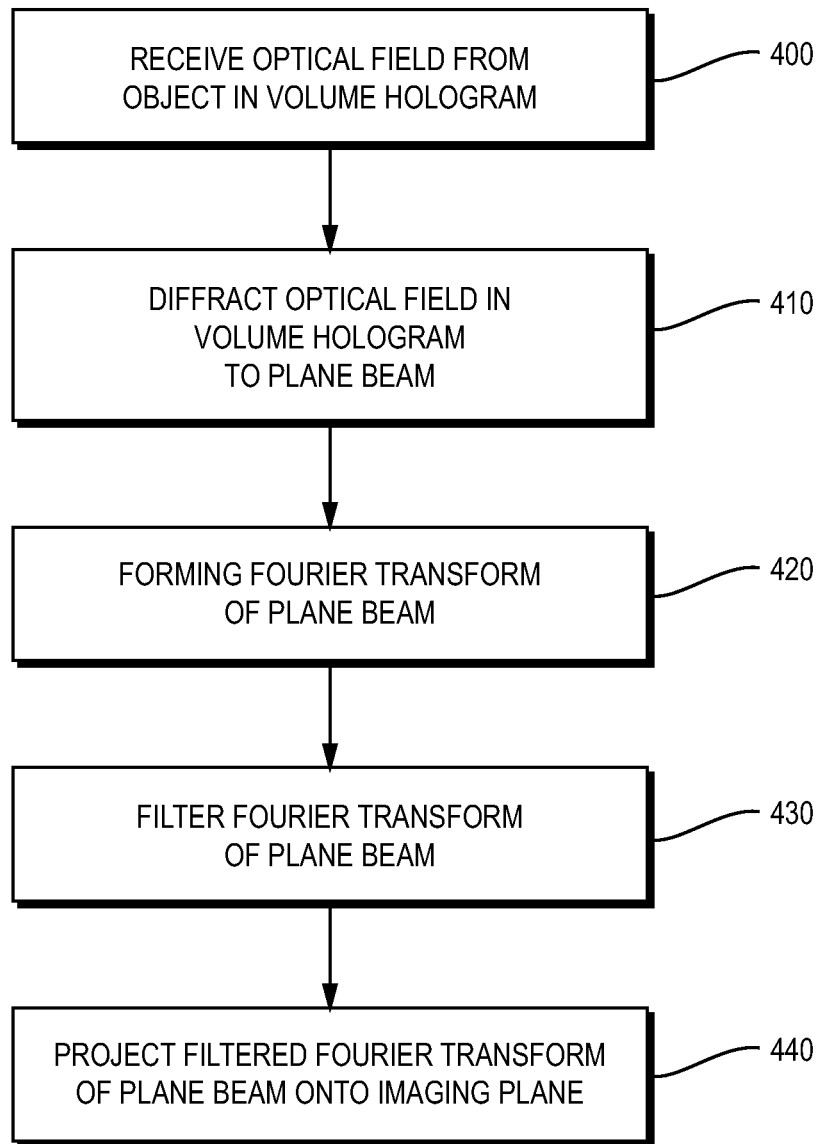 RECEIVE OPTICAL FIELD FROM
OBJECT IN VOLUME HOLOGRAM
400
DIFFRACT OPTICAL FIELD IN
VOLUME HOLOGRAM
TO PLANE BEAM
410
FORMING FOURIER TRANSFORM
OF PLANE BEAM
420
FILTER FOURIER TRANSFORM
OF PLANE BEAM
430
PROJECT FILTERED FOURIER TRANSFORM
OF PLANE BEAM ONTO IMAGING PLANE
440